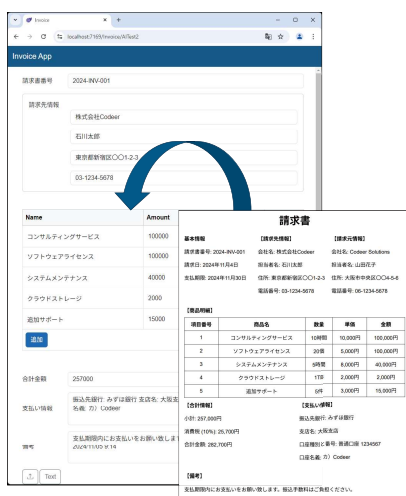 Invoice
localhost:7169/Invoice/AITest2
Invoice App
請求書番号
2024-INV-001
請求先情報
株式会社Codeer
石川太郎
東京都新宿区〇〇1-2-3
03-1234-5678
Name
Amount
コンサルティングサービス
100000
ソフトウェアライセンス
100000
システムメンテナンス
40000
クラウドストレージ
2000
追加サポート
15000
追加
合計金額
257000
支払い情報
振込先銀行: みずほ銀行 支店名: 大阪支
名義: カ）Codeer
備考
支払期限内にお支払いをお願い致しま
2024/11/05 9:14
Text
請求書
基本情報
【請求先情報】
【請求元情報】
請求書番号: 2024-INV-001
会社名: 株式会社Codeer
会社名: Codeer Solutions
請求日: 2024年11月4日
担当者名: 石川太郎
担当者名: 山田花子
支払期限: 2024年11月30日
住所: 東京都新宿区〇〇1-2-3
住所: 大阪市中央区〇〇4-5-6
電話番号: 03-1234-5678
電話番号: 06-1234-5678
【商品明細】
項目番号 商品名 数量 単価 金額
1 コンサルティングサービス 10時間 10,000円 100,000円
2 ソフトウェアライセンス 20個 5,000円 100,000円
3 システムメンテナンス 5時間 8,000円 40,000円
4 クラウドストレージ 1TB 2,000円 2,000円
5 追加サポート 5件 3,000円 15,000円
【合計情報】
【支払い情報】
小計: 257,000円
振込先銀行: みずほ銀行
消費税 (10%): 25,700円
支店名: 大阪支店
合計金額: 282,700円
口座種別と番号: 普通口座 1234567
口座名義: カ）Codeer
【備考】
支払期限内にお支払いをお願い致します。振込手数料はご負担ください。